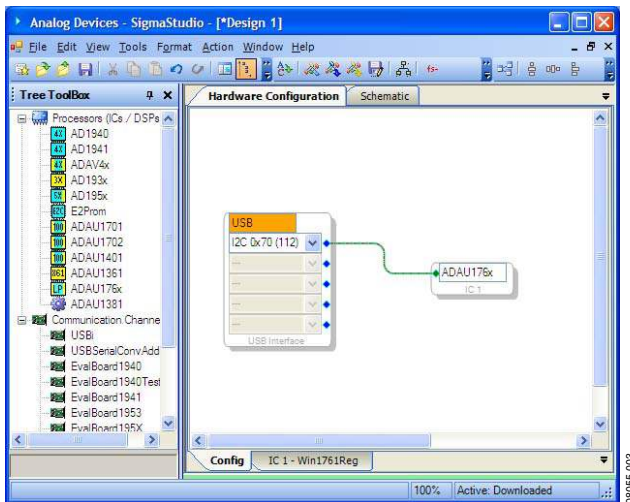 Analog Devices - SigmaStudio - [*Design 1]
File Edit View Tools Format Action Window Help
fs-
Tree ToolBox
Hardware Configuration Schematic
Processors (ICs / DSPs
AD1940
AD1941
ADAV4x
AD193x
AD195x
E2Prom
ADAU1701
ADAU1702
ADAU1401
ADAU1361
ADAU176x
ADAU1381
Communication Channe
USBi
USBSerialConvAdd
EvalBoard1940
EvalBoard1940Test
EvalBoard1941
EvalBoard1953
EvalBoard195X
USB
I2C 0x70 (112)
---
---
---
---
USB Interface
ADAU176x
IC 1
Config IC 1 - Win1761Reg
100% Active: Downloaded